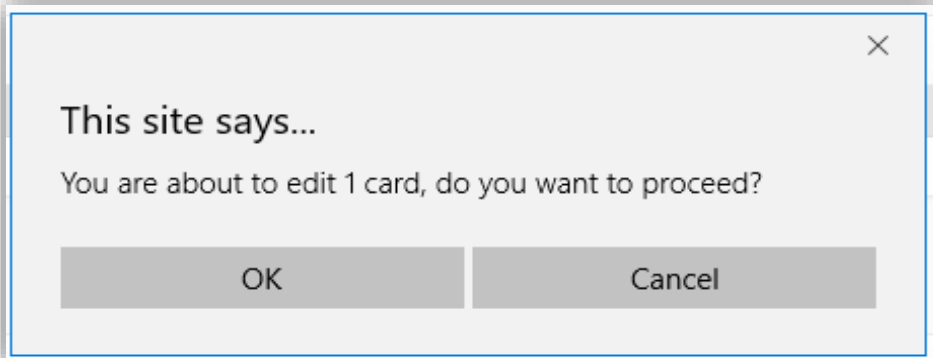 This site says...
You are about to edit 1 card, do you want to proceed?
OK
Cancel